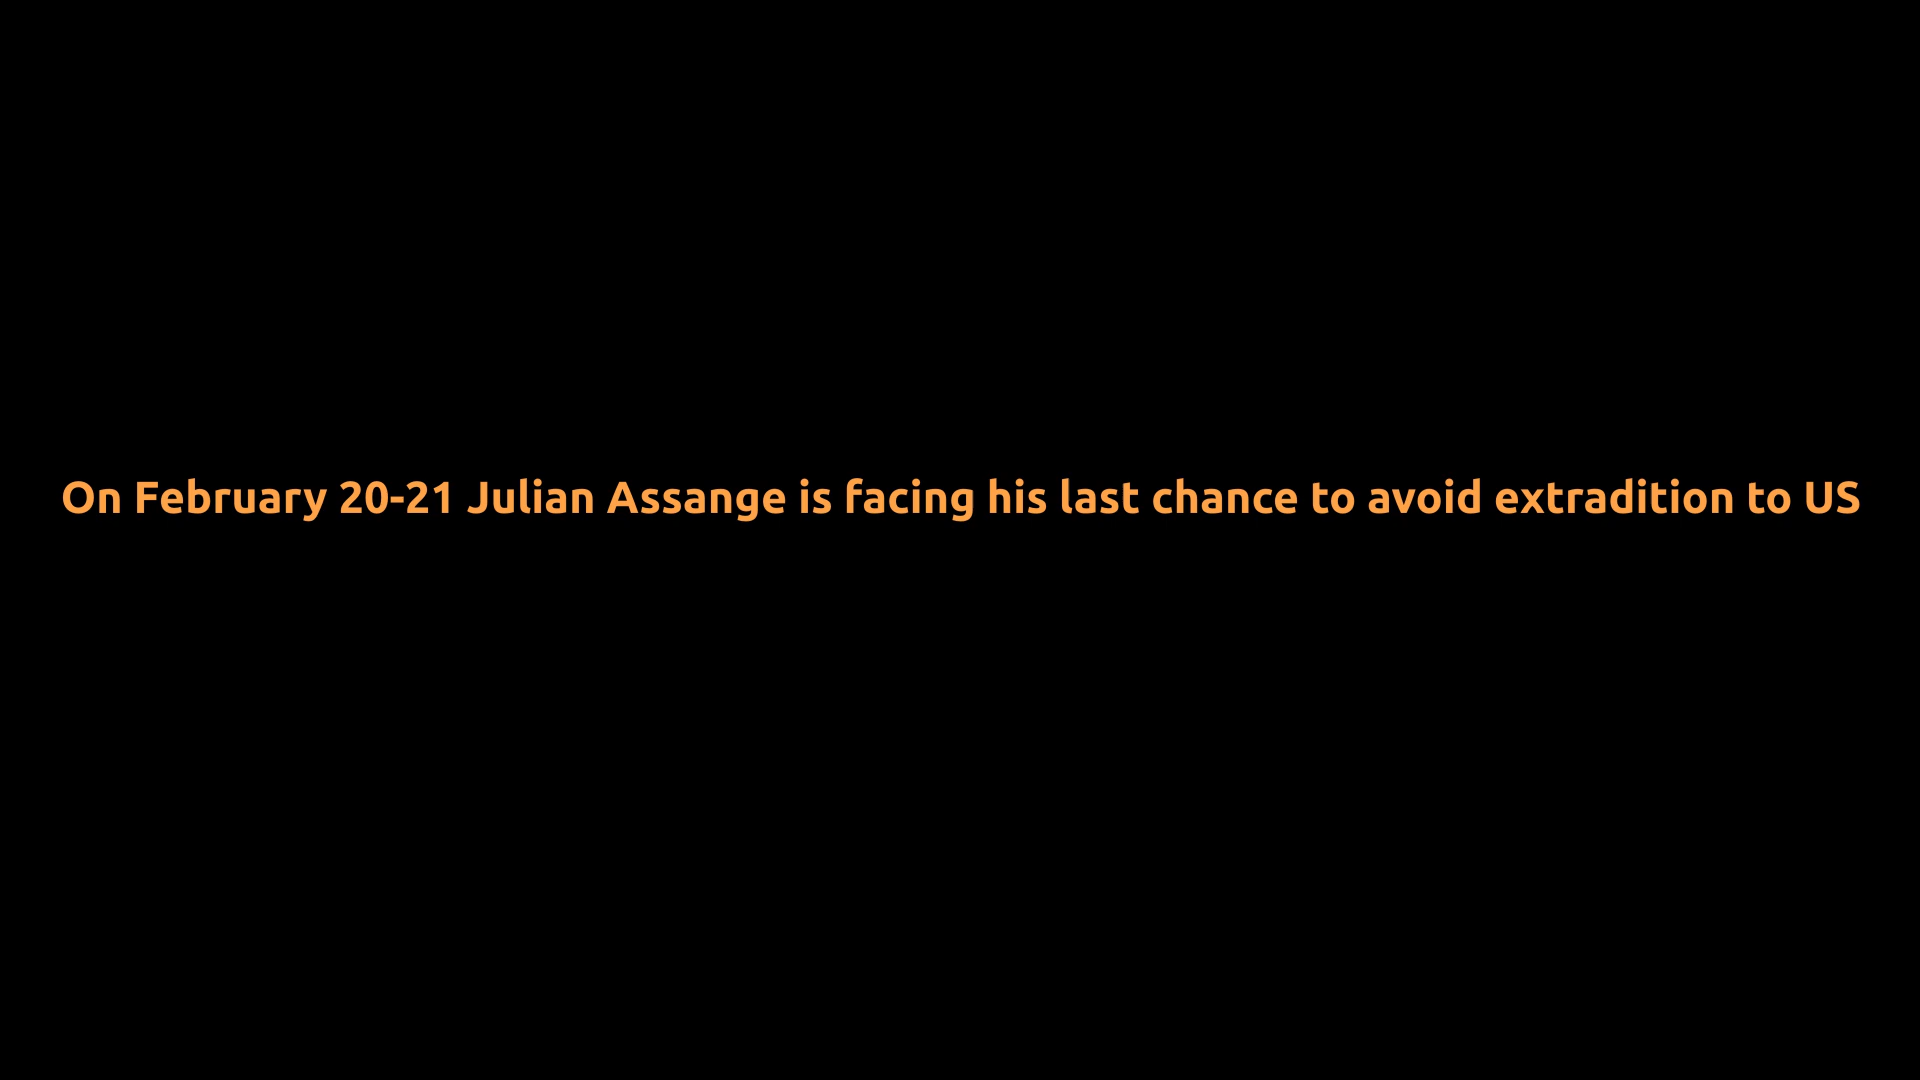 On February 20-21 Julian Assange is facing his last chance to avoid extradition to US